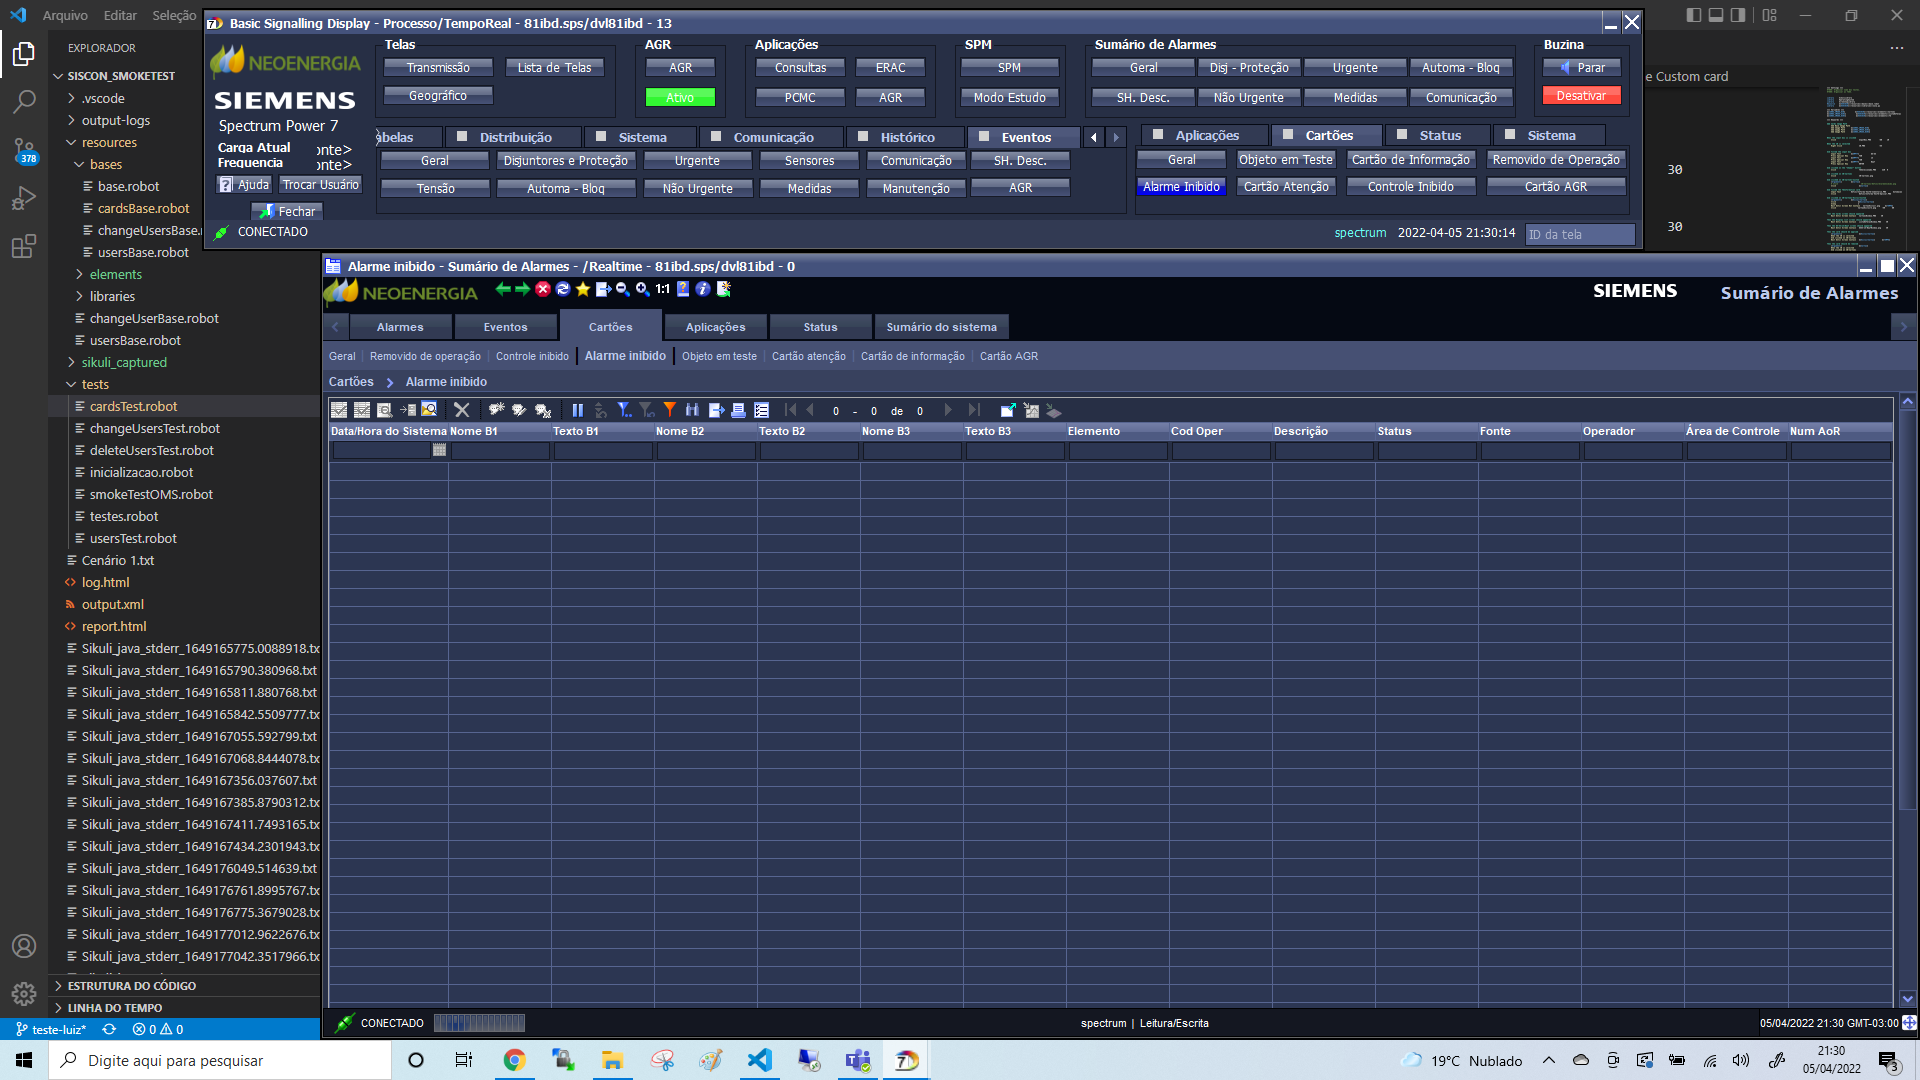 Arquivo Editar Seleção
Basic Signalling Display - Processo/TempoReal - 81ibd.sps/dvl81ibd - 13
NEOENERGIA
SIEMENS
Spectrum Power 7
Carga Atual onte>
Frequencia onte>
Ajuda Trocar Usuário
Fechar
CONECTADO
Telas
Transmissão Lista de Telas
Geográfico
AGR
AGR
Ativo
Aplicações
Consultas ERAC
PCMC AGR
SPM
SPM
Modo Estudo
Sumário de Alarmes
Geral Disj - Proteção Urgente Automa - Bloq
SH. Desc. Não Urgente Medidas Comunicação
Buzina
Parar
Desativar
abelas Distribuição Sistema Comunicação Histórico Eventos
Geral Disjuntores e Proteção Urgente Sensores Comunicação SH. Desc.
Tensão Automa - Bloq Não Urgente Medidas Manutenção AGR
Aplicações Cartões Status Sistema
Geral Objeto em Teste Cartão de Informação Removido de Operação
Alarme Inibido Cartão Atenção Controle Inibido Cartão AGR
spectrum 2022-04-05 21:30:14 ID da tela
e Custom card
30
30
EXPLORADOR
SISCON_SMOKETEST
.vscode
output-logs
resources
bases
base.robot
cardsBase.robot
changeUsersBase.r
usersBase.robot
elements
libraries
changeUserBase.robot
usersBase.robot
sikuli_captured
tests
cardsTest.robot
changeUsersTest.robot
deleteUsersTest.robot
inicializacao.robot
smokeTestOMS.robot
testes.robot
usersTest.robot
Cenário 1.txt
log.html
output.xml
report.html
Sikuli_java_stderr_1649165775.0088918.tx
Sikuli_java_stderr_1649165790.380968.txt
Sikuli_java_stderr_1649165811.880768.txt
Sikuli_java_stderr_1649165842.5509777.tx
Sikuli_java_stderr_1649167055.592799.txt
Sikuli_java_stderr_1649167068.8444078.tx
Sikuli_java_stderr_1649167356.037607.txt
Sikuli_java_stderr_1649167385.8790312.tx
Sikuli_java_stderr_1649167411.7493165.tx
Sikuli_java_stderr_1649167434.2301943.tx
Sikuli_java_stderr_1649176049.514639.txt
Sikuli_java_stderr_1649176761.8995767.tx
Sikuli_java_stderr_1649176775.3679028.tx
Sikuli_java_stderr_1649177012.9622676.tx
Sikuli_java_stderr_1649177042.3517966.tx
ESTRUTURA DO CÓDIGO
LINHA DO TEMPO
378
teste-luiz* 0 0
Alarme inibido - Sumário de Alarmes - /Realtime - 81ibd.sps/dvl81ibd - 0
NEOENERGIA 1:1 SIEMENS Sumário de Alarmes
Alarmes Eventos Cartões Aplicações Status Sumário do sistema
Geral Removido de operação Controle inibido Alarme inibido Objeto em teste Cartão atenção Cartão de informação Cartão AGR
Cartões > Alarme inibido
0 - 0 de 0
Data/Hora do Sistema Nome B1 Texto B1 Nome B2 Texto B2 Nome B3 Texto B3 Elemento Cod Oper Descrição Status Fonte Operador Área de Controle Num AoR
CONECTADO spectrum | Leitura/Escrita 05/04/2022 21:30 GMT-03:00
Digite aqui para pesquisar
19°C Nublado
21:30
05/04/2022
3